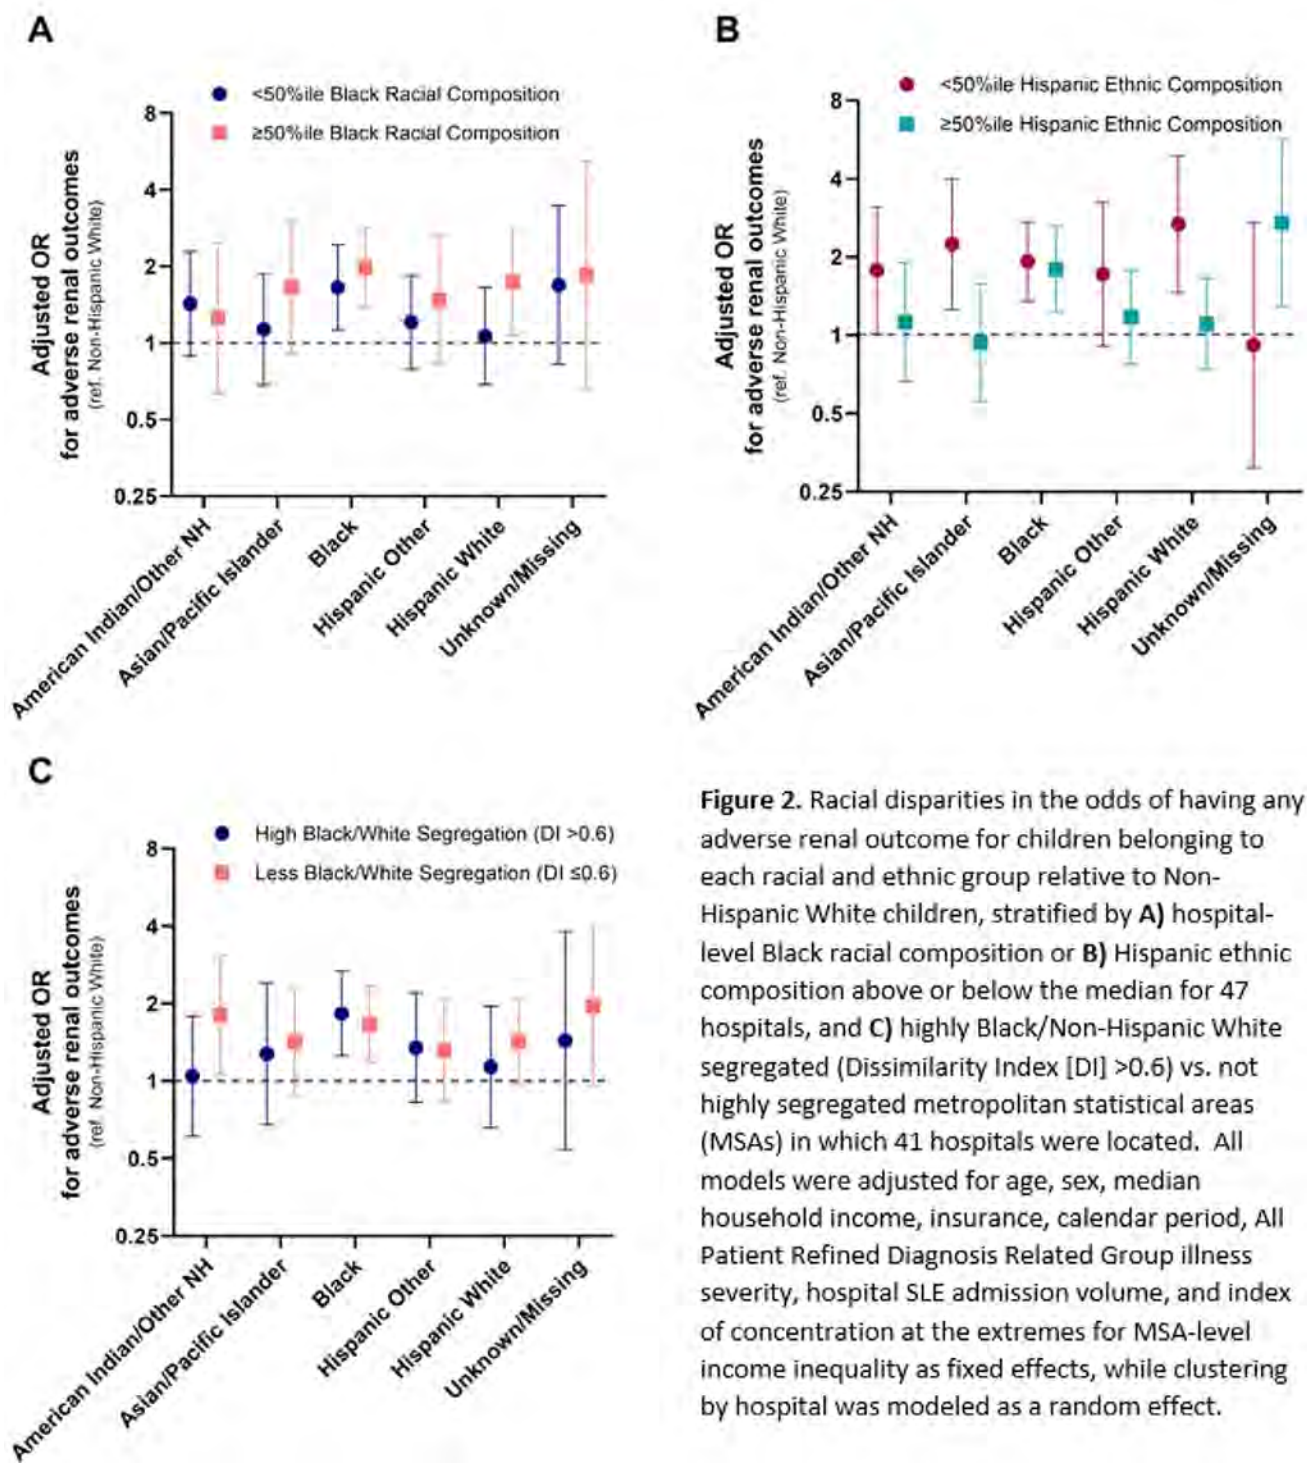 A
<50%ile Black Racial Composition
≥50%ile Black Racial Composition
Adjusted OR
for adverse renal outcomes
(ref. Non-Hispanic White)
8
4
2
1
0.5
0.25
American Indian/Other NH
Asian/Pacific Islander
Black
Hispanic Other
Hispanic White
Unknown/Missing
B
<50%ile Hispanic Ethnic Composition
≥50%ile Hispanic Ethnic Composition
Adjusted OR
for adverse renal outcomes
(ref. Non-Hispanic White)
8
4
2
1
0.5
0.25
American Indian/Other NH
Asian/Pacific Islander
Black
Hispanic Other
Hispanic White
Unknown/Missing
C
High Black/White Segregation (DI >0.6)
Less Black/White Segregation (DI ≤0.6)
Adjusted OR
for adverse renal outcomes
(ref. Non-Hispanic White)
8
4
2
1
0.5
0.25
American Indian/Other NH
Asian/Pacific Islander
Black
Hispanic Other
Hispanic White
Unknown/Missing
Figure 2. Racial disparities in the odds of having any
adverse renal outcome for children belonging to
each racial and ethnic group relative to Non-
Hispanic White children, stratified by A) hospital-
level Black racial composition or B) Hispanic ethnic
composition above or below the median for 47
hospitals, and C) highly Black/Non-Hispanic White
segregated (Dissimilarity Index [DI] >0.6) vs. not
highly segregated metropolitan statistical areas
(MSAs) in which 41 hospitals were located. All
models were adjusted for age, sex, median
household income, insurance, calendar period, All
Patient Refined Diagnosis Related Group illness
severity, hospital SLE admission volume, and index
of concentration at the extremes for MSA-level
income inequality as fixed effects, while clustering
by hospital was modeled as a random effect.